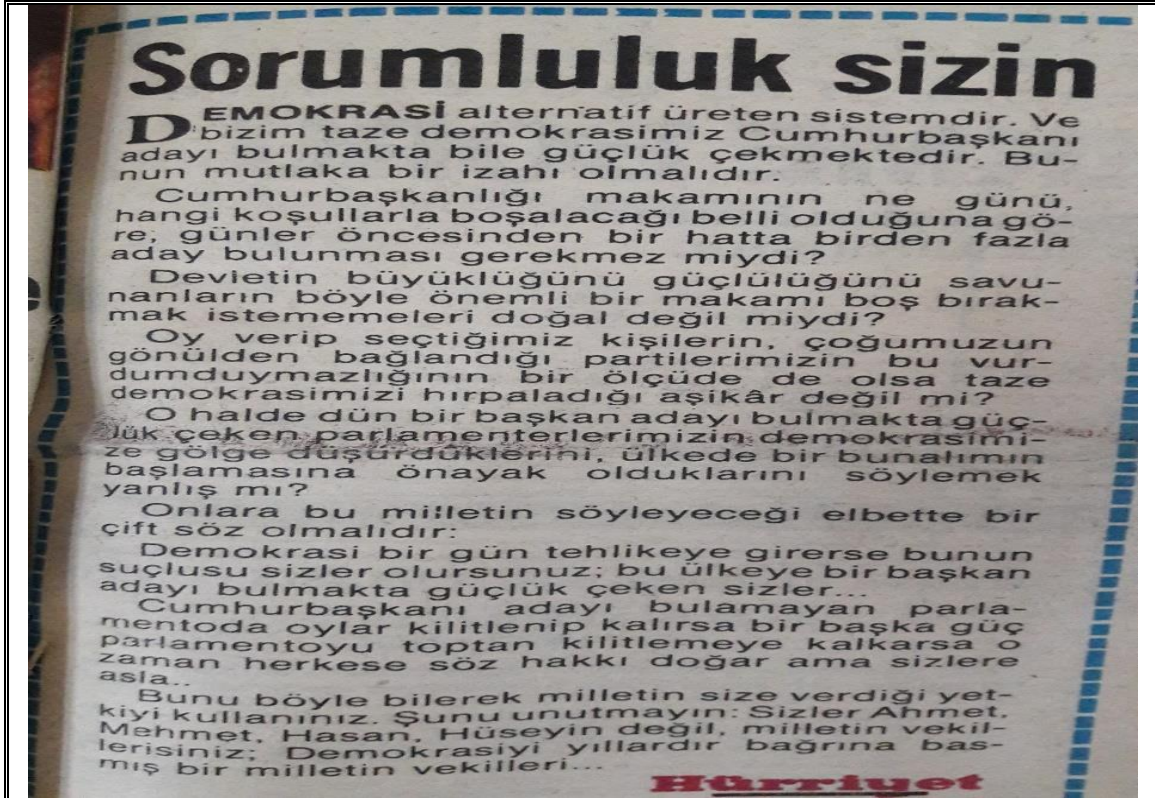 Sorumluluk sizin
DEMOKRASİ alternatif üreten sistemdir. Ve
bizim taze demokrasimiz Cumhurbaşkanı
adayı bulmakta bile güçlük çekmektedir. Bu-
nun mutlaka bir izahı olmalıdır.
Cumhurbaşkanlığı makamının ne günü,
hangi koşullarla boşalacağı belli olduğuna gö-
re, günler öncesinden bir hatta birden fazla
aday bulunması gerekmez miydi?
Devletin büyüklüğünü güçlülüğünü savu-
nanların böyle önemli bir makamı boş bırak-
mak istememeleri doğal değil miydi?
Oy verip seçtiğimiz kişilerin, çoğumuzun
gönülden bağlandığı partilerimizin bu vur-
dumduymazlığının bir ölçüde de olsa taze
demokrasimizi hırpaladığı aşikâr değil mi?
O halde dün bir başkan adayı bulmakta güç-
lük çeken parlamenterlerimizin demokrasimi-
ze gölge düşürdüklerini, ülkede bir bunalımın
başlamasına önayak olduklarını söylemek
yanlış mı?
Onlara bu milletin söyleyeceği elbette bir
çift söz olmalıdır:
Demokrasi bir gün tehlikeye girerse bunun
suçlusu sizler olursunuz; bu ülkeye bir başkan
adayı bulmakta güçlük çeken sizler...
Cumhurbaşkanı adayı bulamayan parla-
mentoda oylar kilitlenip kalırsa bir başka güç
parlamentoyu toptan kilitlemeye kalkarsa o
zaman herkese söz hakkı doğar ama sizlere
asla..
Bunu böyle bilerek milletin size verdiği yet-
kiyi kullanınız. Şunu unutmayın: Sizler Ahmet,
Mehmet, Hasan, Hüseyin değil, milletin vekil-
lerisiniz; Demokrasiyi yıllardır bağrına bas-
mış bir milletin vekilleri...
Hürriyet